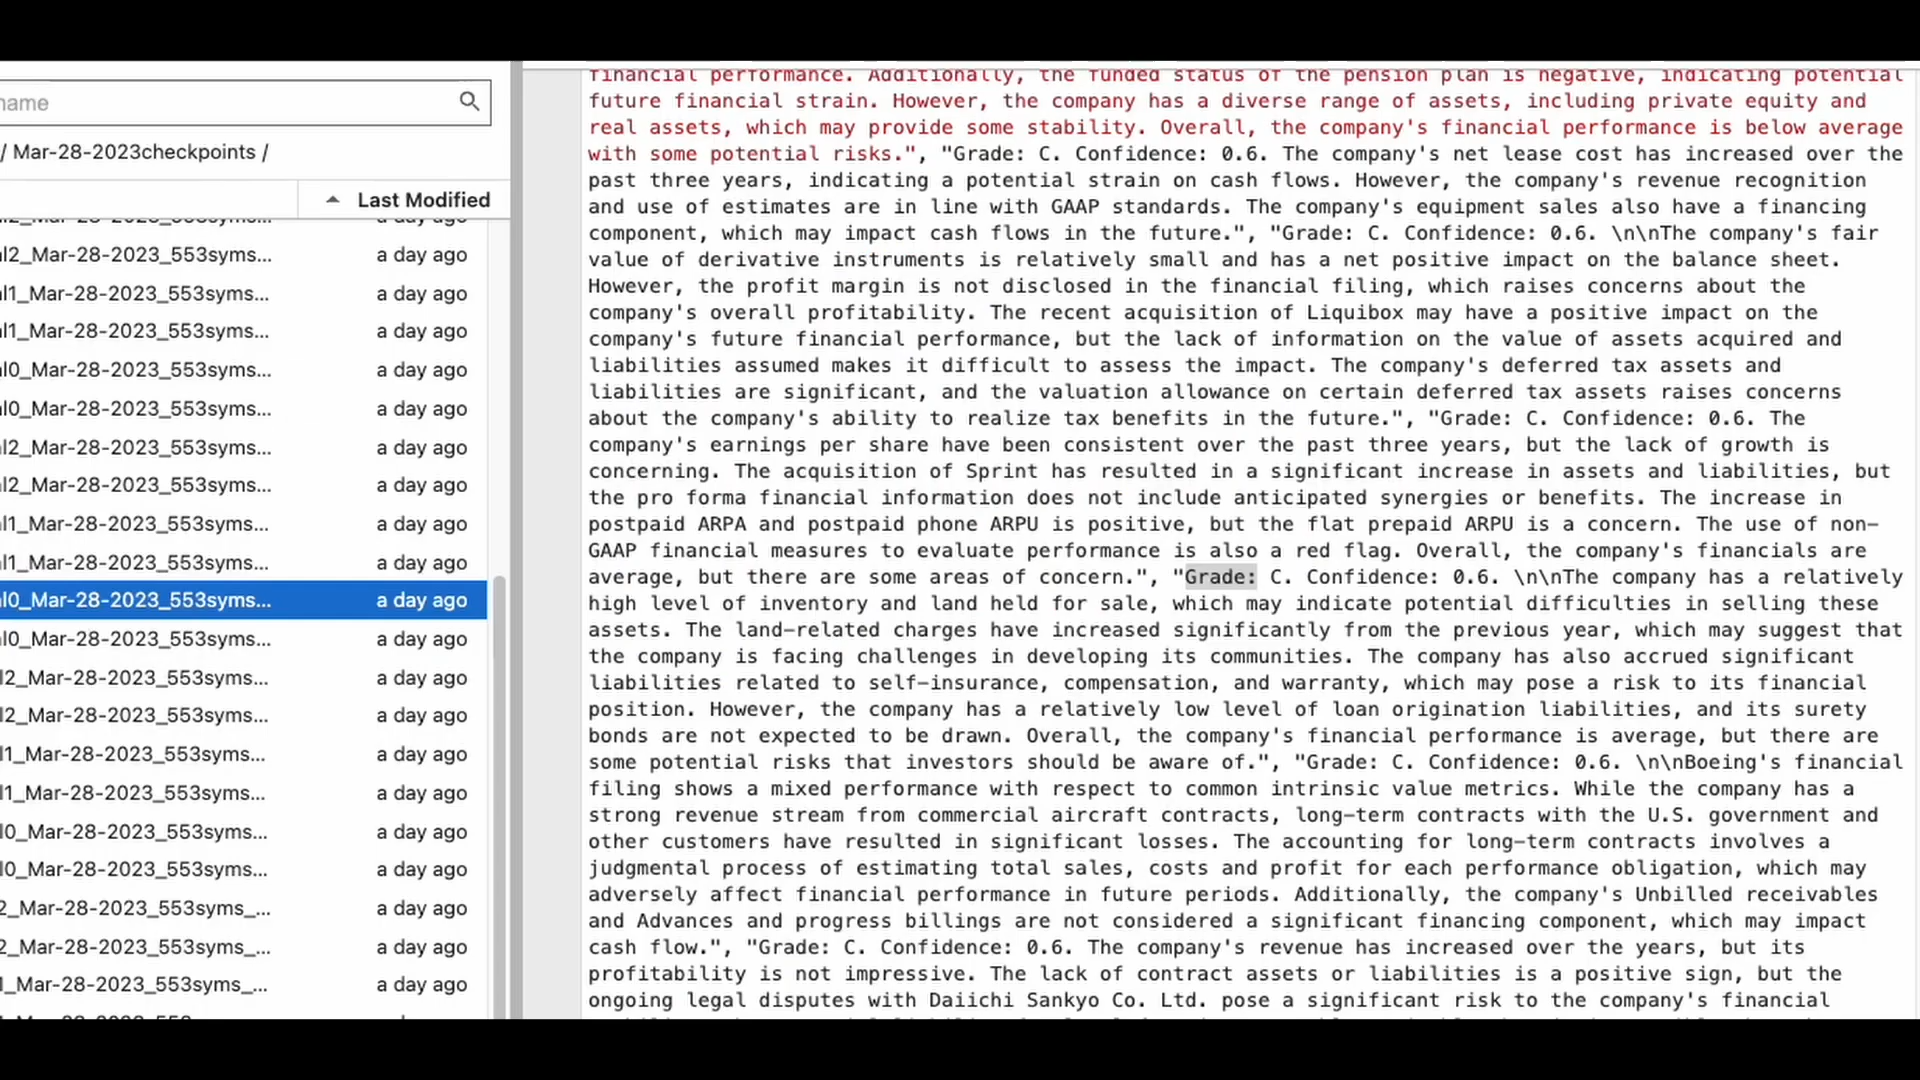 name
/ Mar-28-2023checkpoints /
Last Modified
a day ago
l2_Mar-28-2023_553syms... a day ago
l1_Mar-28-2023_553syms... a day ago
l1_Mar-28-2023_553syms... a day ago
l0_Mar-28-2023_553syms... a day ago
l0_Mar-28-2023_553syms... a day ago
l2_Mar-28-2023_553syms... a day ago
l2_Mar-28-2023_553syms... a day ago
l1_Mar-28-2023_553syms... a day ago
l1_Mar-28-2023_553syms... a day ago
l0_Mar-28-2023_553syms... a day ago
l0_Mar-28-2023_553syms... a day ago
l2_Mar-28-2023_553syms... a day ago
l2_Mar-28-2023_553syms... a day ago
l1_Mar-28-2023_553syms... a day ago
l1_Mar-28-2023_553syms... a day ago
l0_Mar-28-2023_553syms... a day ago
l0_Mar-28-2023_553syms... a day ago
2_Mar-28-2023_553syms_... a day ago
2_Mar-28-2023_553syms_... a day ago
_Mar-28-2023_553syms_... a day ago
financial performance. Additionally, the funded status of the pension plan is negative, indicating potential
future financial strain. However, the company has a diverse range of assets, including private equity and
real assets, which may provide some stability. Overall, the company's financial performance is below average
with some potential risks.", "Grade: C. Confidence: 0.6. The company's net lease cost has increased over the
past three years, indicating a potential strain on cash flows. However, the company's revenue recognition
and use of estimates are in line with GAAP standards. The company's equipment sales also have a financing
component, which may impact cash flows in the future.", "Grade: C. Confidence: 0.6. \n\nThe company's fair
value of derivative instruments is relatively small and has a net positive impact on the balance sheet.
However, the profit margin is not disclosed in the financial filing, which raises concerns about the
company's overall profitability. The recent acquisition of Liquibox may have a positive impact on the
company's future financial performance, but the lack of information on the value of assets acquired and
liabilities assumed makes it difficult to assess the impact. The company's deferred tax assets and
liabilities are significant, and the valuation allowance on certain deferred tax assets raises concerns
about the company's ability to realize tax benefits in the future.", "Grade: C. Confidence: 0.6. The
company's earnings per share have been consistent over the past three years, but the lack of growth is
concerning. The acquisition of Sprint has resulted in a significant increase in assets and liabilities, but
the pro forma financial information does not include anticipated synergies or benefits. The increase in
postpaid ARPA and postpaid phone ARPU is positive, but the flat prepaid ARPU is a concern. The use of non-
GAAP financial measures to evaluate performance is also a red flag. Overall, the company's financials are
average, but there are some areas of concern.", "Grade: C. Confidence: 0.6. \n\nThe company has a relatively
high level of inventory and land held for sale, which may indicate potential difficulties in selling these
assets. The land-related charges have increased significantly from the previous year, which may suggest that
the company is facing challenges in developing its communities. The company has also accrued significant
liabilities related to self-insurance, compensation, and warranty, which may pose a risk to its financial
position. However, the company has a relatively low level of loan origination liabilities, and its surety
bonds are not expected to be drawn. Overall, the company's financial performance is average, but there are
some potential risks that investors should be aware of.", "Grade: C. Confidence: 0.6. \n\nBoeing's financial
filing shows a mixed performance with respect to common intrinsic value metrics. While the company has a
strong revenue stream from commercial aircraft contracts, long-term contracts with the U.S. government and
other customers have resulted in significant losses. The accounting for long-term contracts involves a
judgmental process of estimating total sales, costs and profit for each performance obligation, which may
adversely affect financial performance in future periods. Additionally, the company's Unbilled receivables
and Advances and progress billings are not considered a significant financing component, which may impact
cash flow.", "Grade: C. Confidence: 0.6. The company's revenue has increased over the years, but its
profitability is not impressive. The lack of contract assets or liabilities is a positive sign, but the
ongoing legal disputes with Daiichi Sankyo Co. Ltd. pose a significant risk to the company's financial